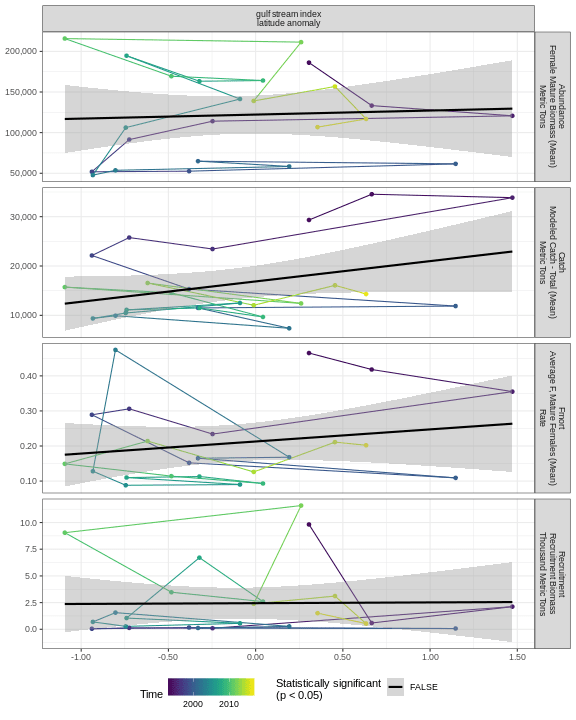 gulf stream index
latitude anomaly
200,000
150,000
100,000
50,000
Abundance
Female Mature Biomass (Mean)
Metric Tons
30,000
20,000
10,000
Catch
Modeled Catch - Total (Mean)
Metric Tons
0.40
0.30
0.20
0.10
Fmort
Average F, Mature Females (Mean)
Rate
10.0
7.5
5.0
2.5
0.0
Recruitment
Recruitment Biomass
Thousand Metric Tons
-1.00
-0.50
0.00
0.50
1.00
1.50
Time
2000
2010
Statistically significant
(p < 0.05)
FALSE